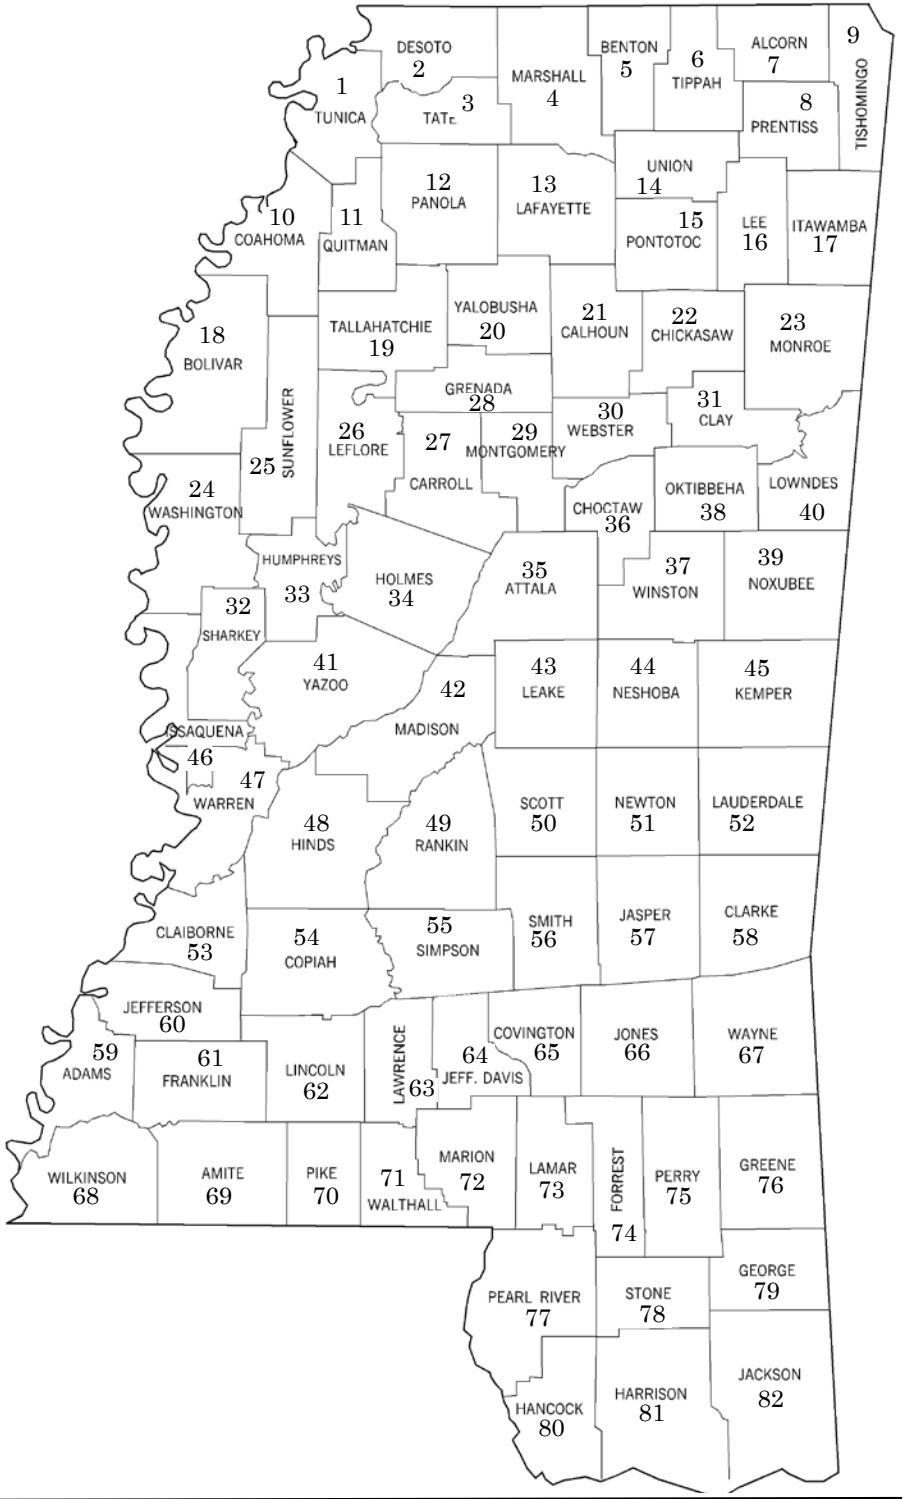 DESOTO
2
1
TUNICA
TATE
3
MARSHALL
4
BENTON
5
6
TIPPAH
ALCORN
7
9
TISHOMINGO
8
PRENTISS
10
COAHOMA
11
QUITMAN
12
PANOLA
13
LAFAYETTE
UNION
14
15
PONTOTOC
LEE
16
ITAWAMBA
17
18
BOLIVAR
TALLAHATCHIE
19
YALOBUSHA
20
21
CALHOUN
22
CHICKASAW
23
MONROE
24
WASHINGTON
25
SUNFLOWER
26
LEFLORE
27
CARROLL
GRENADA
28
29
MONTGOMERY
30
WEBSTER
31
CLAY
32
SHARKEY
HUMPHREYS
33
HOLMES
34
35
ATTALA
CHOCTAW
36
37
WINSTON
OKTIBBEHA
38
39
NOXUBEE
LOWNDES
40
41
YAZOO
42
MADISON
43
LEAKE
44
NESHOBA
45
KEMPER
ISSAQUENA
46
47
WARREN
48
HINDS
49
RANKIN
SCOTT
50
NEWTON
51
LAUDERDALE
52
CLAIBORNE
53
54
COPIAH
55
SIMPSON
SMITH
56
JASPER
57
CLARKE
58
59
ADAMS
JEFFERSON
60
61
FRANKLIN
LINCOLN
62
LAWRENCE
63
64
JEFF. DAVIS
COVINGTON
65
JONES
66
WAYNE
67
WILKINSON
68
AMITE
69
PIKE
70
71
WALTHALL
MARION
72
LAMAR
73
FORREST
74
PERRY
75
GREENE
76
PEARL RIVER
77
STONE
78
GEORGE
79
HANCOCK
80
HARRISON
81
JACKSON
82